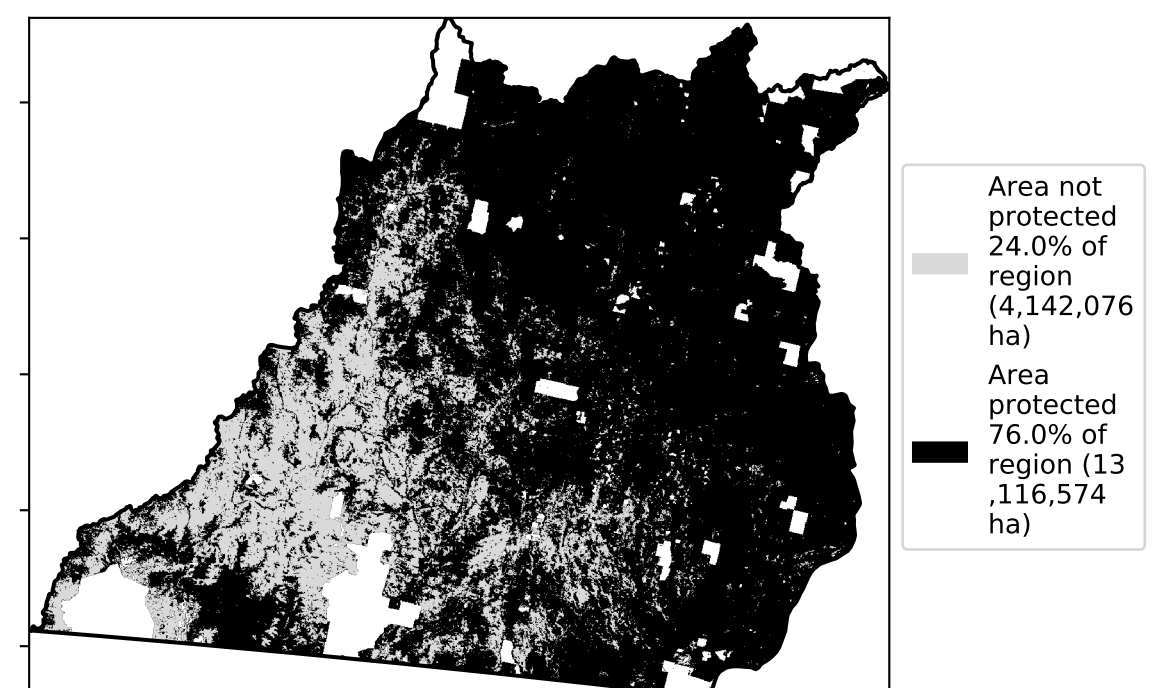 Area not
protected
24.0% of
region
(4,142,076
ha)
Area
protected
76.0% of
region (13
,116,574
ha)